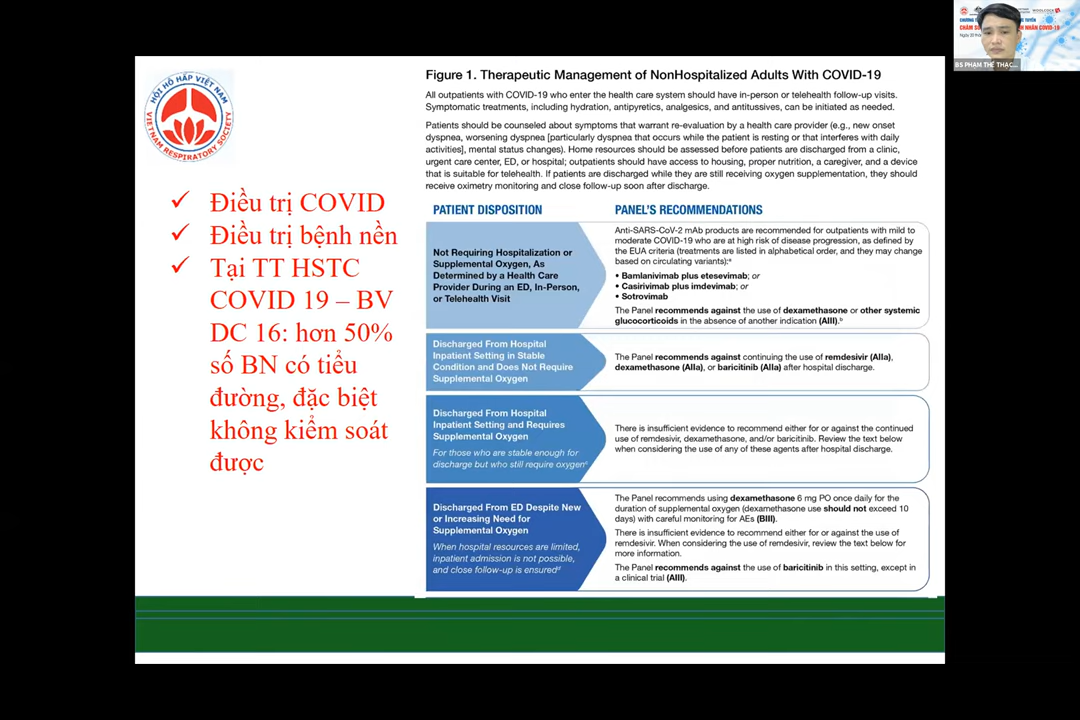 HỘI HÔ HẤP VIỆT NAM
VIETNAM RESPIRATORY SOCIETY
✓ Điều trị COVID
✓ Điều trị bệnh nền
✓ Tại TT HSTC
COVID 19 – BV
DC 16: hơn 50%
số BN có tiểu
đường, đặc biệt
không kiểm soát
được
Figure 1. Therapeutic Management of NonHospitalized Adults With COVID-19
All outpatients with COVID-19 who enter the health care system should have in-person or telehealth follow-up visits.
Symptomatic treatments, including hydration, antipyretics, analgesics, and antitussives, can be initiated as needed.
Patients should be counseled about symptoms that warrant re-evaluation by a health care provider (e.g., new onset
dyspnea, worsening dyspnea [particularly dyspnea that occurs while the patient is resting or that interferes with daily
activities], mental status changes). Home resources should be assessed before patients are discharged from a clinic,
urgent care center, ED, or hospital; outpatients should have access to housing, proper nutrition, a caregiver, and a device
that is suitable for telehealth. If patients are discharged while they are still receiving oxygen supplementation, they should
receive oximetry monitoring and close follow-up soon after discharge.
PATIENT DISPOSITION
PANEL'S RECOMMENDATIONS
Not Requiring Hospitalization or
Supplemental Oxygen, As
Determined by a Health Care
Provider During an ED, In-Person,
or Telehealth Visit
Anti-SARS-CoV-2 mAb products are recommended for outpatients with mild to
moderate COVID-19 who are at high risk of disease progression, as defined by
the EUA criteria (treatments are listed in alphabetical order, and they may change
based on circulating variants):a
• Bamlanivimab plus etesevimab; or
• Casirivimab plus imdevimab; or
• Sotrovimab
The Panel recommends against the use of dexamethasone or other systemic
glucocorticoids in the absence of another indication (AIII).b
Discharged From Hospital
Inpatient Setting in Stable
Condition and Does Not Require
Supplemental Oxygen
The Panel recommends against continuing the use of remdesivir (AIIa),
dexamethasone (AIIa), or baricitinib (AIIa) after hospital discharge.
Discharged From Hospital
Inpatient Setting and Requires
Supplemental Oxygen
For those who are stable enough for
discharge but who still require oxygenc
There is insufficient evidence to recommend either for or against the continued
use of remdesivir, dexamethasone, and/or baricitinib. Review the text below
when considering the use of any of these agents after hospital discharge.
Discharged From ED Despite New
or Increasing Need for
Supplemental Oxygen
When hospital resources are limited,
inpatient admission is not possible,
and close follow-up is ensuredd
The Panel recommends using dexamethasone 6 mg PO once daily for the
duration of supplemental oxygen (dexamethasone use should not exceed 10
days) with careful monitoring for AEs (BIII).
There is insufficient evidence to recommend either for or against the use of
remdesivir. When considering the use of remdesivir, review the text below for
more information.
The Panel recommends against the use of baricitinib in this setting, except in
a clinical trial (AIII).
WOOLCOCK
BS PHẠM THẾ THẠC...